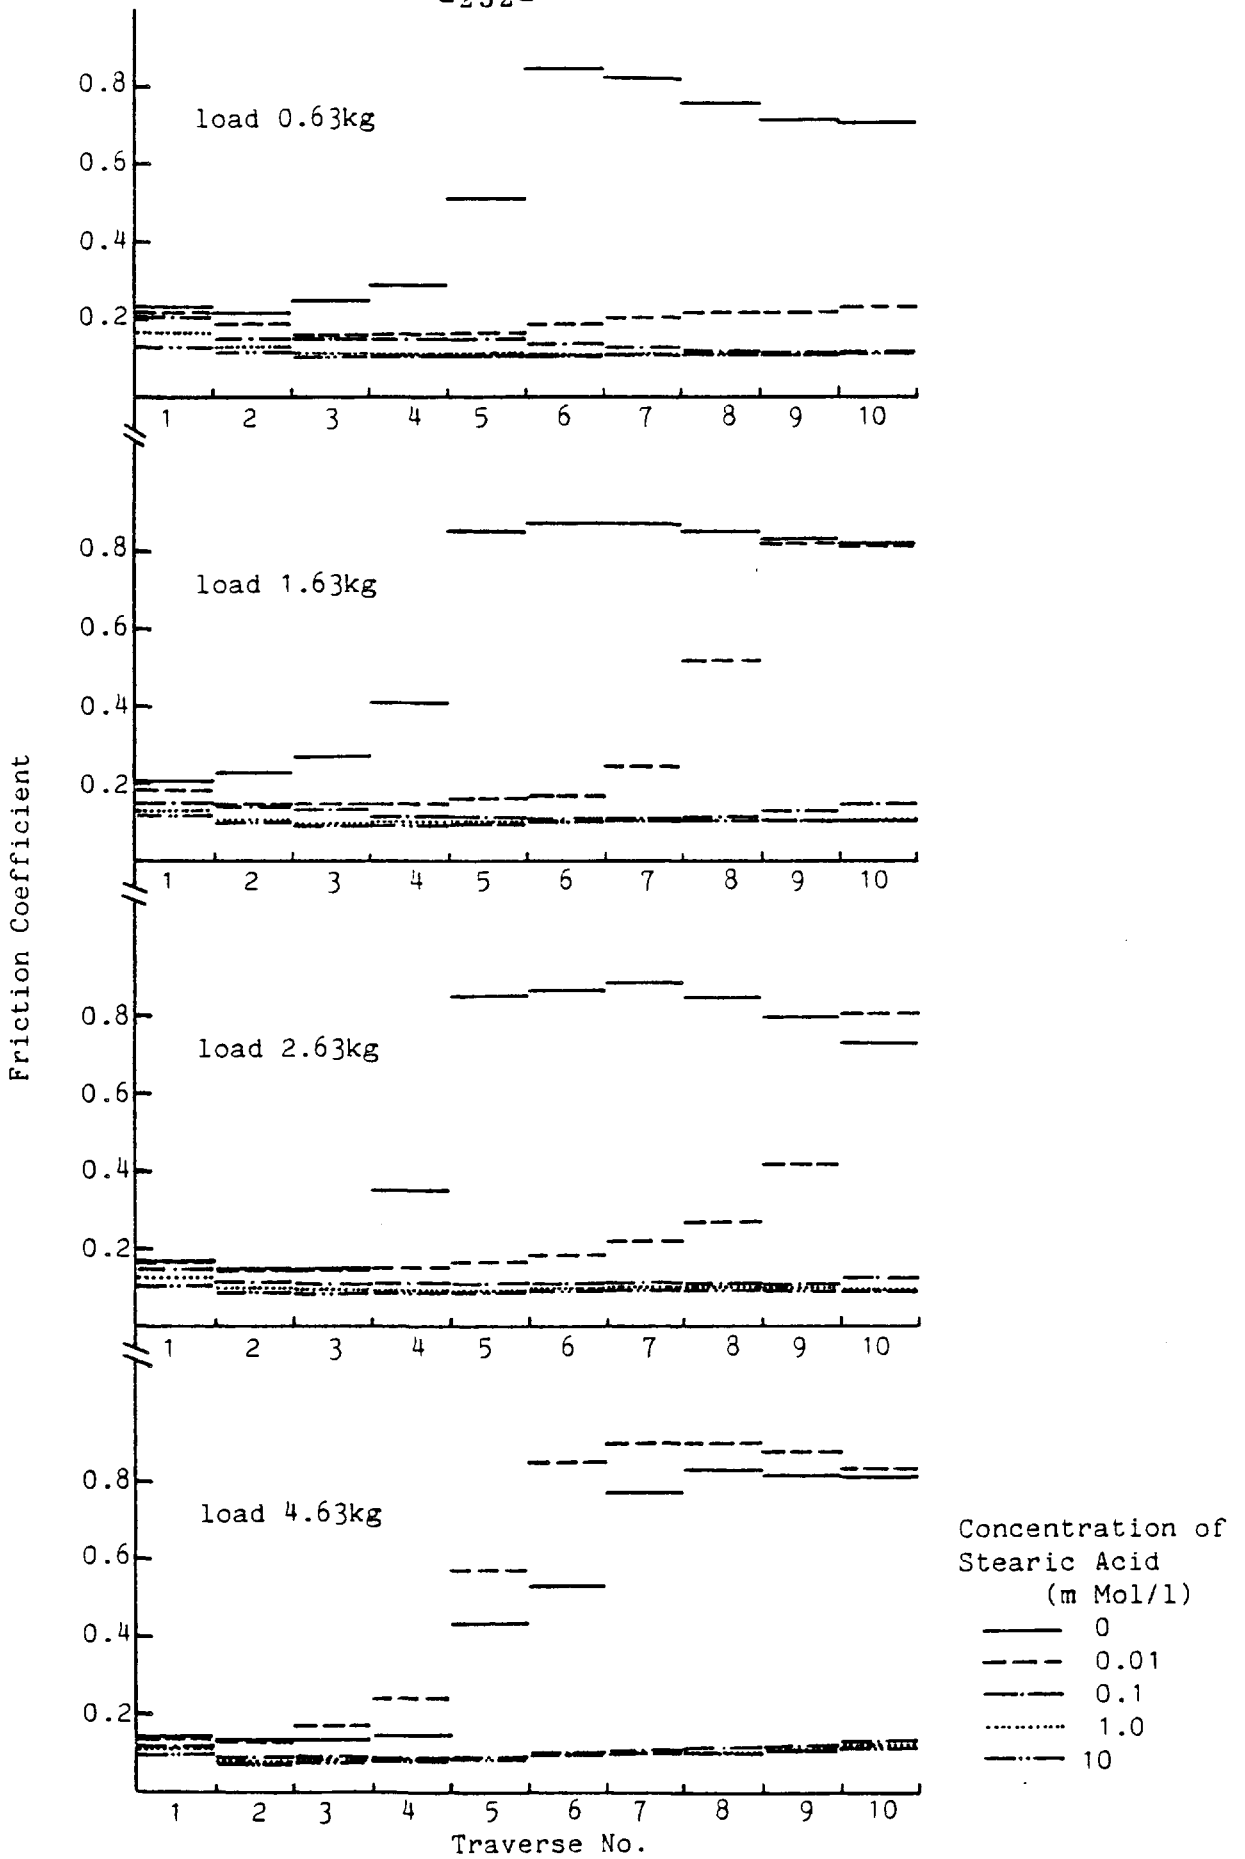 -232-
0.8
load 0.63kg
0.6
0.4
0.2
1 2 3 4 5 6 7 8 9 10
0.8
load 1.63kg
0.6
0.4
0.2
1 2 3 4 5 6 7 8 9 10
Friction Coefficient
0.8
load 2.63kg
0.6
0.4
0.2
1 2 3 4 5 6 7 8 9 10
0.8
load 4.63kg
0.6
0.4
0.2
1 2 3 4 5 6 7 8 9 10
Traverse No.
Concentration of
Stearic Acid
(m Mol/l)
0
0.01
0.1
1.0
10